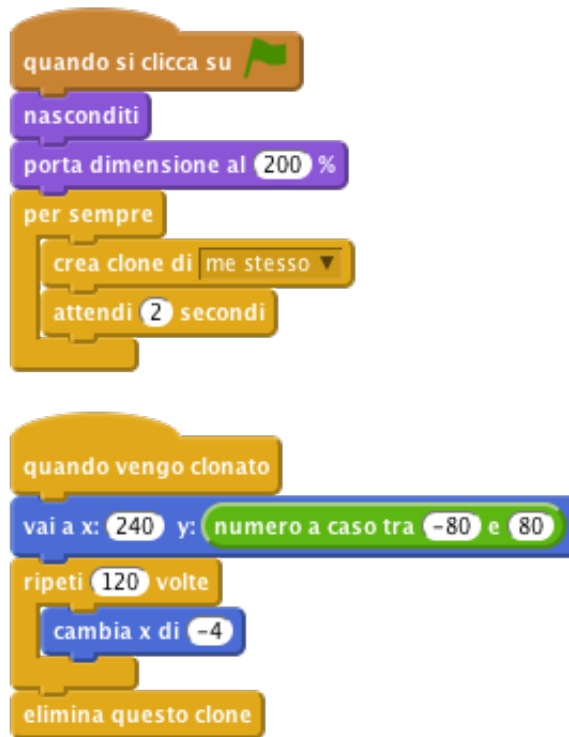 quando si clicca su
nasconditi
porta dimensione al 200 %
per sempre
crea clone di me stesso
attendi 2 secondi
quando vengo clonato
vai a x: 240 y: numero a caso tra -80 e 80
ripeti 120 volte
cambia x di -4
elimina questo clone